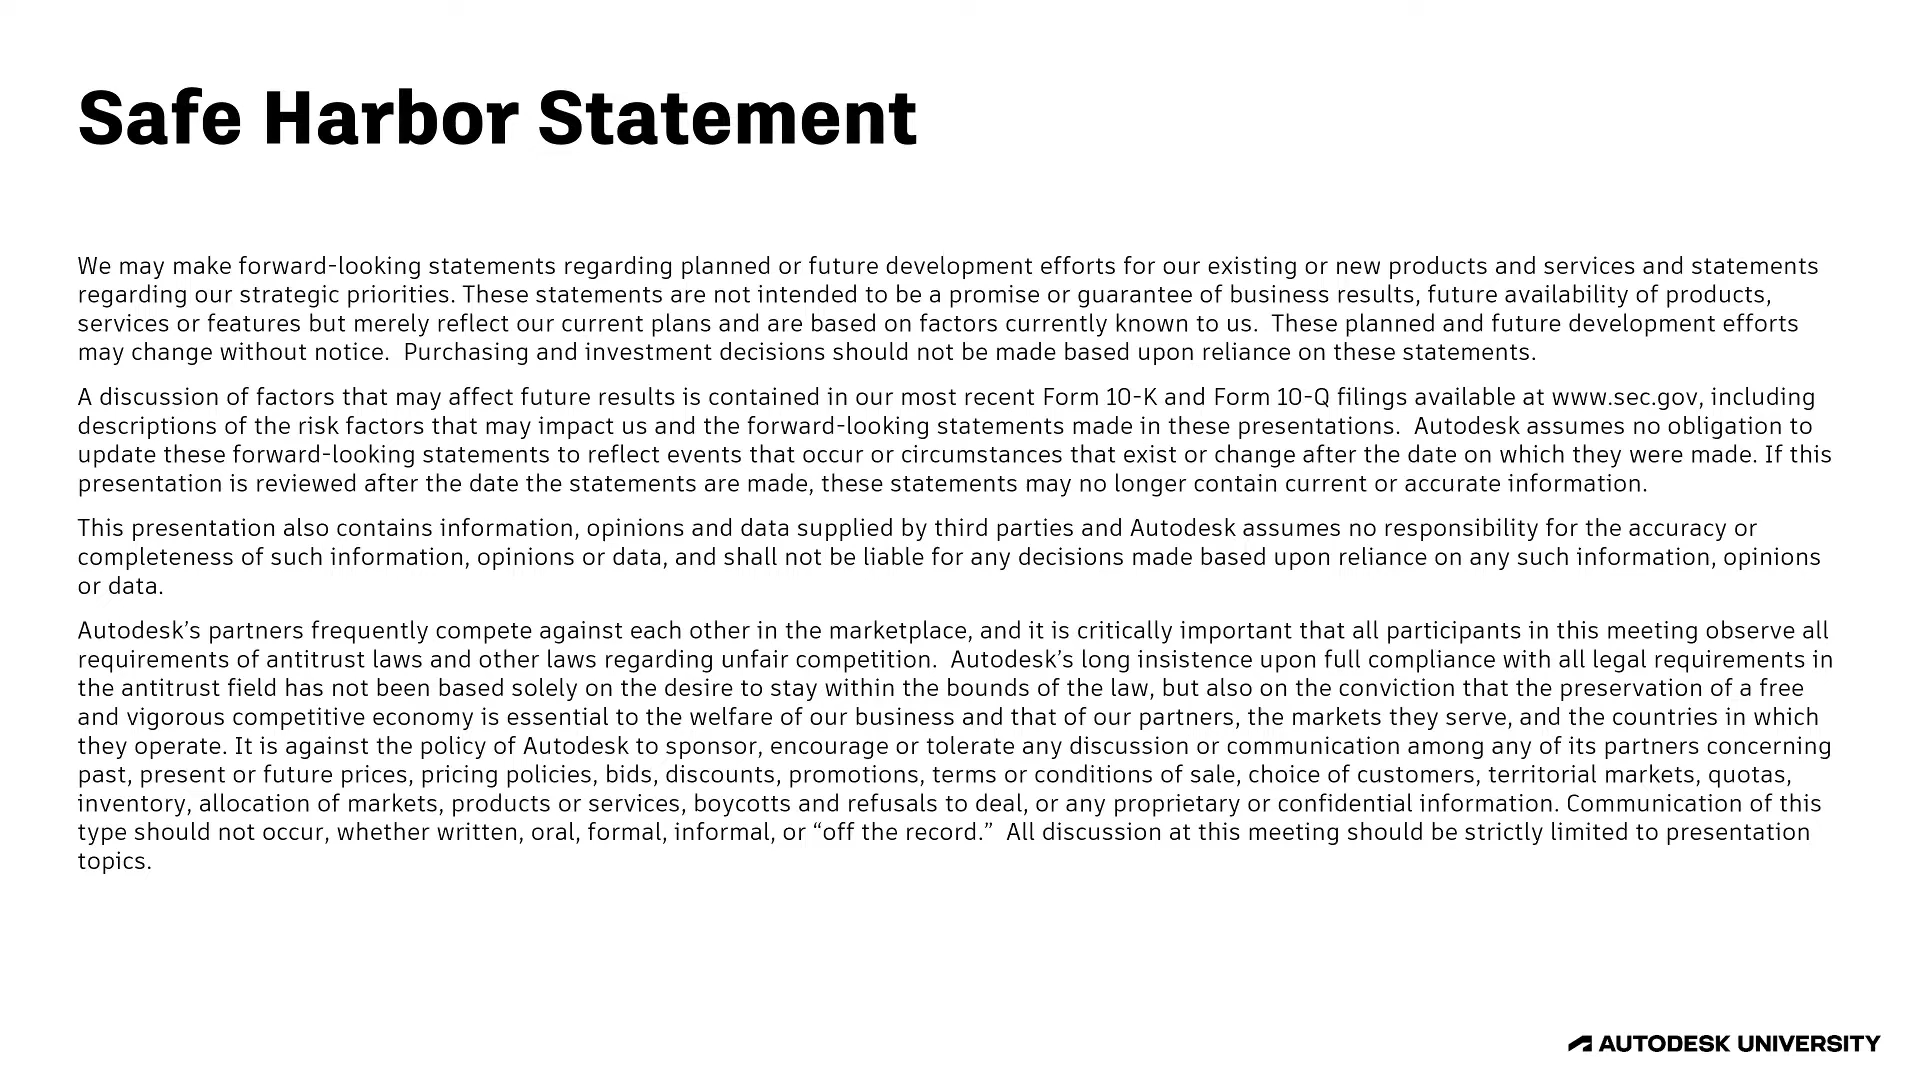 Safe Harbor Statement
We may make forward-looking statements regarding planned or future development efforts for our existing or new products and services and statements
regarding our strategic priorities. These statements are not intended to be a promise or guarantee of business results, future availability of products,
services or features but merely reflect our current plans and are based on factors currently known to us.  These planned and future development efforts
may change without notice.  Purchasing and investment decisions should not be made based upon reliance on these statements.
A discussion of factors that may affect future results is contained in our most recent Form 10-K and Form 10-Q filings available at www.sec.gov, including
descriptions of the risk factors that may impact us and the forward-looking statements made in these presentations.  Autodesk assumes no obligation to
update these forward-looking statements to reflect events that occur or circumstances that exist or change after the date on which they were made. If this
presentation is reviewed after the date the statements are made, these statements may no longer contain current or accurate information.
This presentation also contains information, opinions and data supplied by third parties and Autodesk assumes no responsibility for the accuracy or
completeness of such information, opinions or data, and shall not be liable for any decisions made based upon reliance on any such information, opinions
or data.
Autodesk’s partners frequently compete against each other in the marketplace, and it is critically important that all participants in this meeting observe all
requirements of antitrust laws and other laws regarding unfair competition.  Autodesk’s long insistence upon full compliance with all legal requirements in
the antitrust field has not been based solely on the desire to stay within the bounds of the law, but also on the conviction that the preservation of a free
and vigorous competitive economy is essential to the welfare of our business and that of our partners, the markets they serve, and the countries in which
they operate. It is against the policy of Autodesk to sponsor, encourage or tolerate any discussion or communication among any of its partners concerning
past, present or future prices, pricing policies, bids, discounts, promotions, terms or conditions of sale, choice of customers, territorial markets, quotas,
inventory, allocation of markets, products or services, boycotts and refusals to deal, or any proprietary or confidential information. Communication of this
type should not occur, whether written, oral, formal, informal, or “off the record.”  All discussion at this meeting should be strictly limited to presentation
topics.
AUTODESK UNIVERSITY